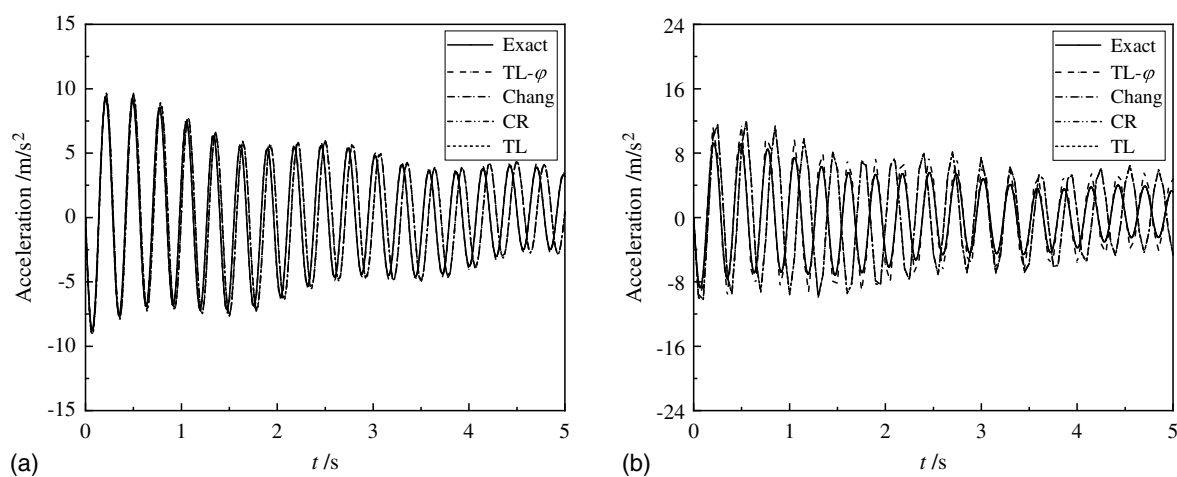 15
10
5
0
-5
-10
-15
Acceleration /m/s²
0 1 2 3 4 5
t /s
Exact
TL-φ
Chang
CR
TL
(a)
24
16
8
0
-8
-16
-24
Acceleration /m/s²
0 1 2 3 4 5
t /s
Exact
TL-φ
Chang
CR
TL
(b)